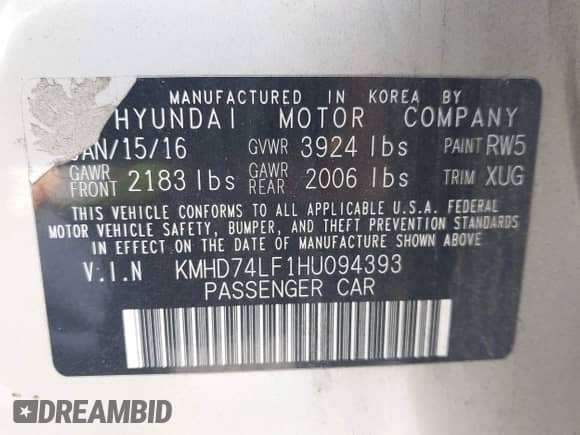 MANUFACTURED IN KOREA BY
HYUNDAI MOTOR COMPANY
JAN/15/16 GVWR 3924 lbs PAINT RW5
GAWR FRONT 2183 lbs GAWR REAR 2006 lbs TRIM XUG
THIS VEHICLE CONFORMS TO ALL APPLICABLE U.S.A. FEDERAL
MOTOR VEHICLE SAFETY, BUMPER, AND THEFT PREVENTION STANDARDS
IN EFFECT ON THE DATE OF MANUFACTURE SHOWN ABOVE.
V.I.N KMHD74LF1HU094393
PASSENGER CAR
DREAMBID